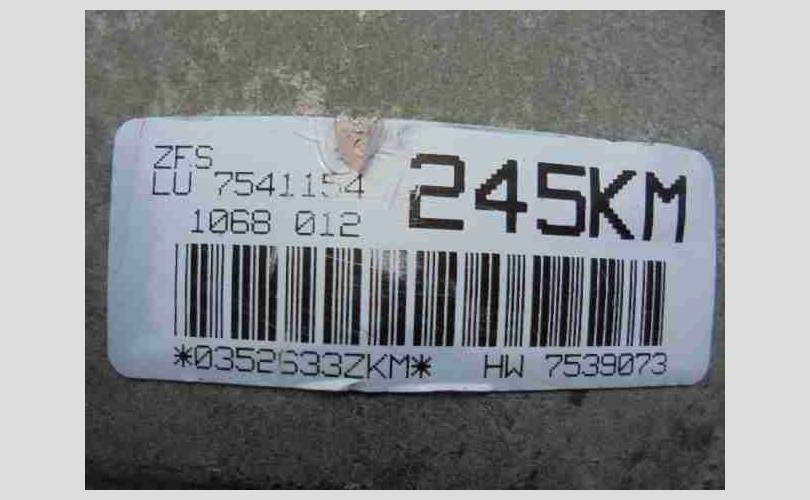 ZFS
LU 7541154
245KM
1068 012
*0352633ZKM* HW 7539073